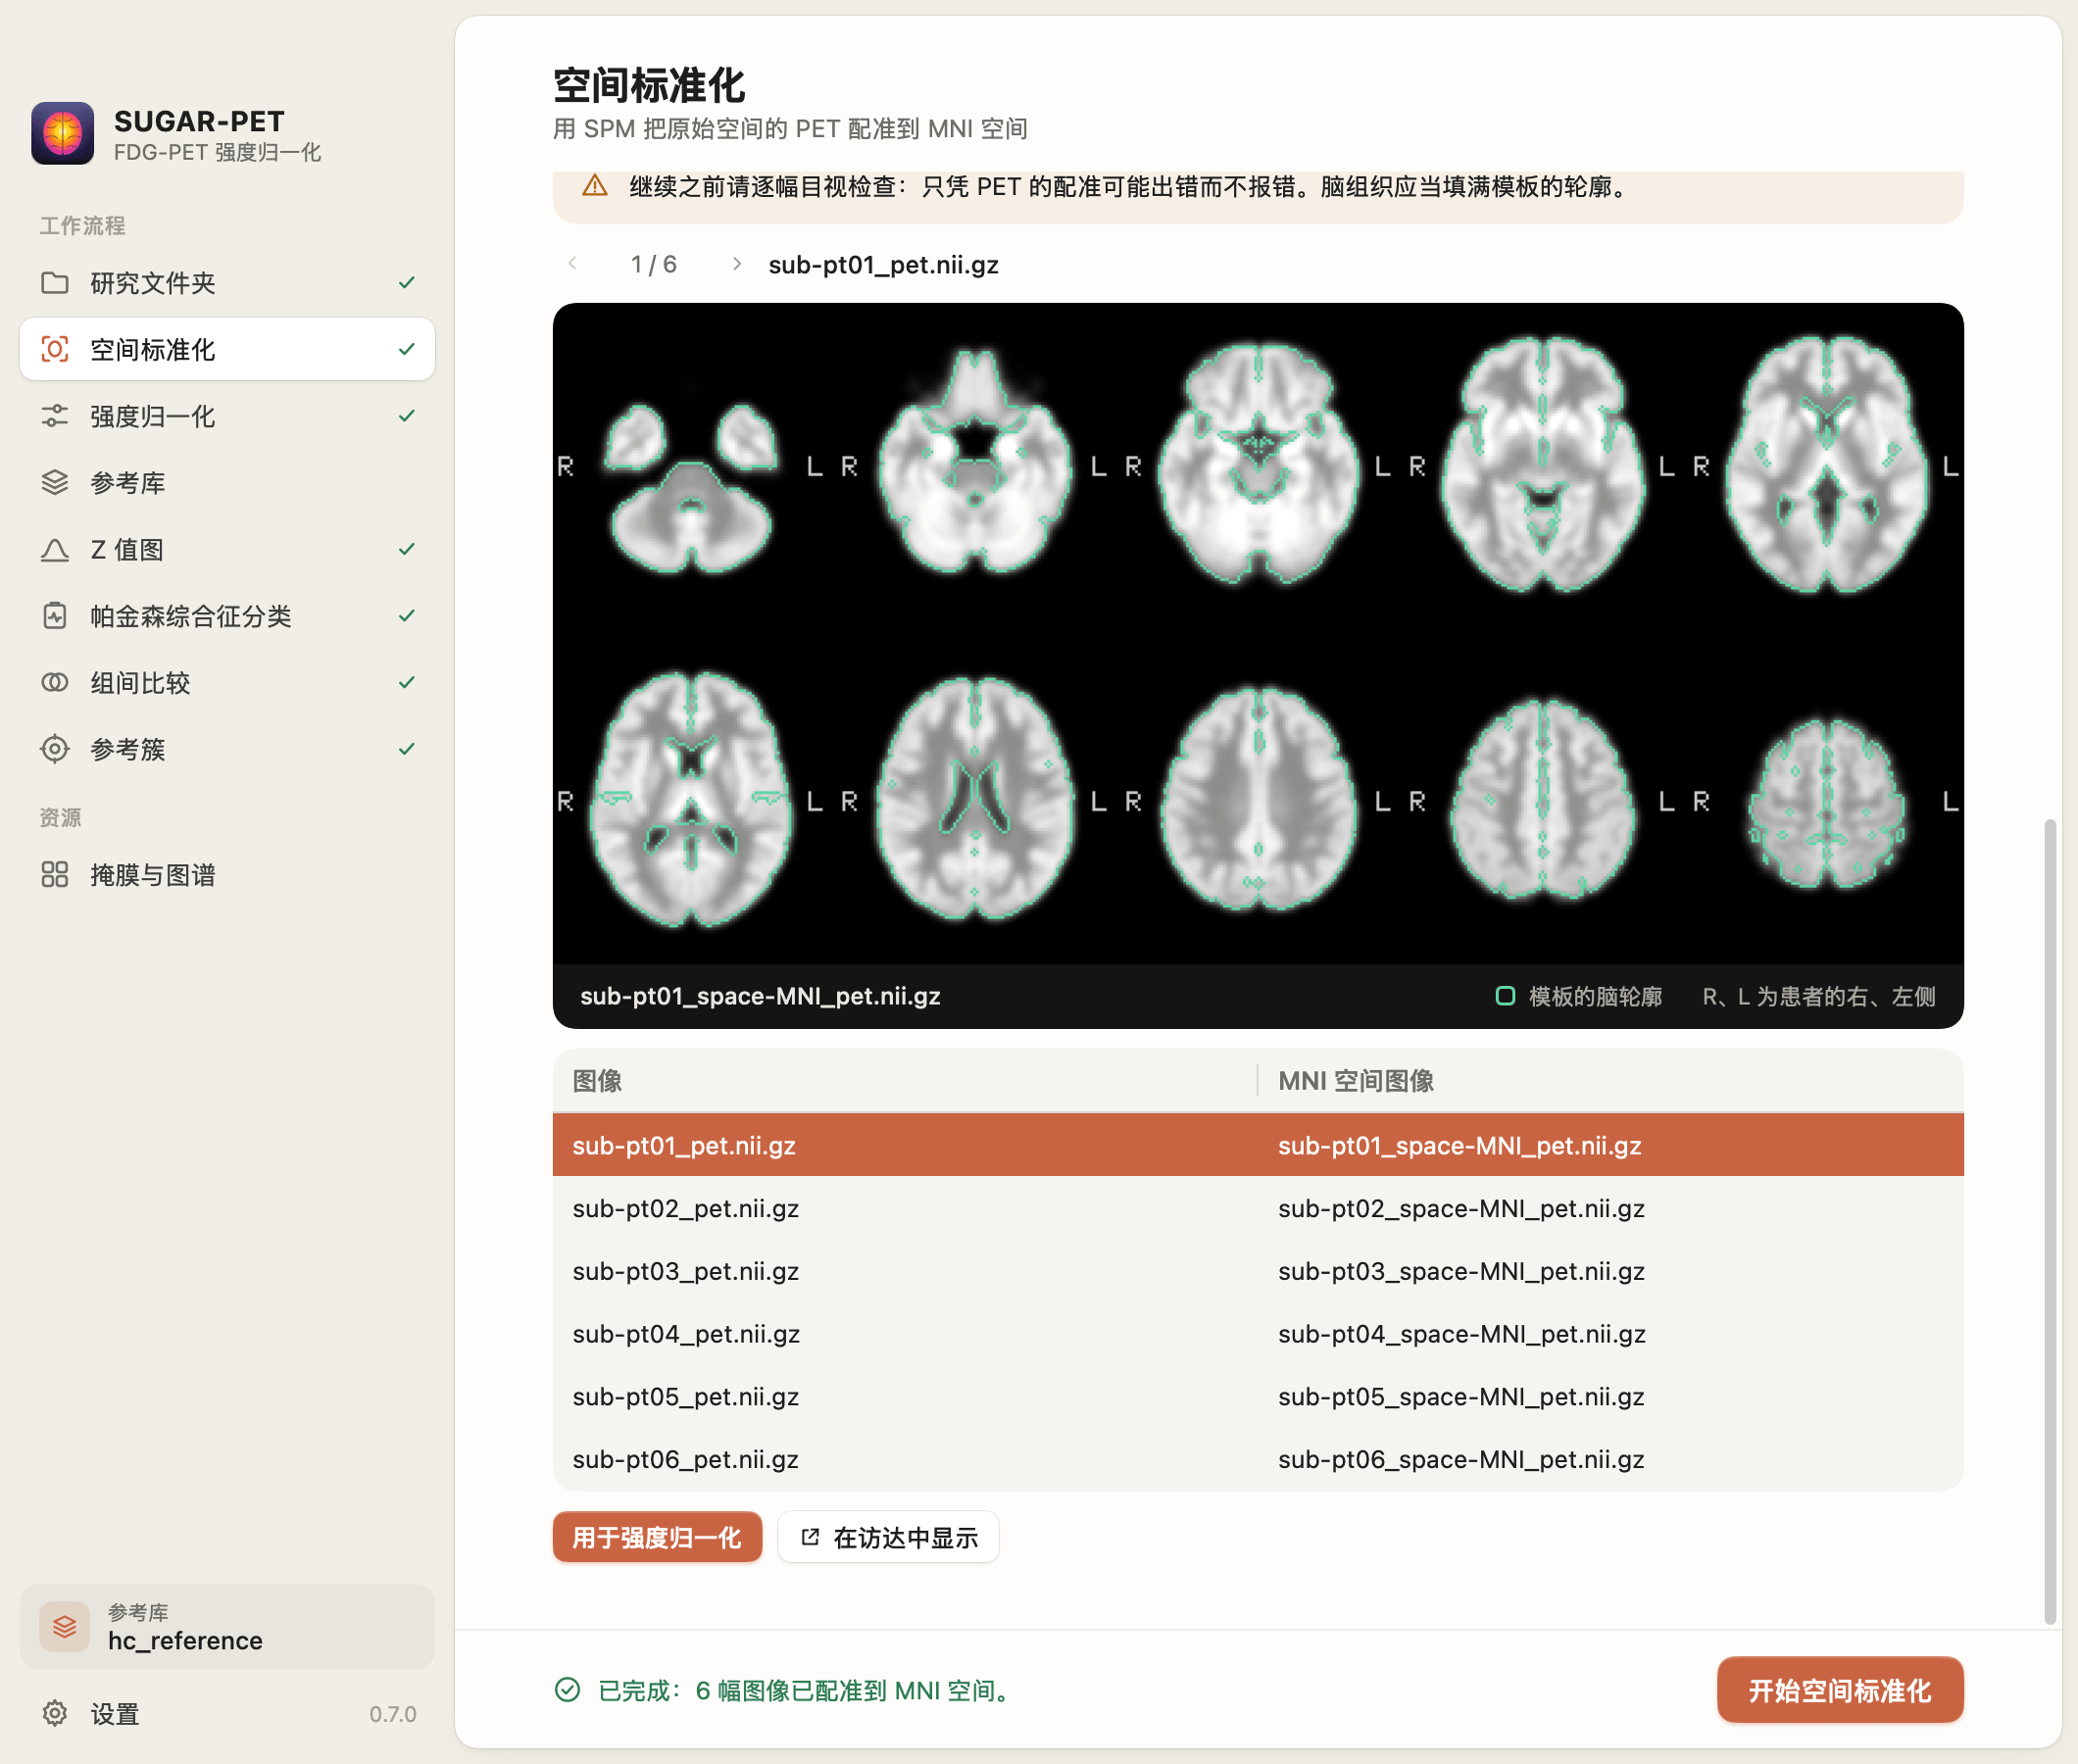 SUGAR-PET
FDG-PET 强度归一化
工作流程
研究文件夹
空间标准化
强度归一化
参考库
Z 值图
帕金森综合征分类
组间比较
参考簇
资源
掩膜与图谱
参考库
hc_reference
设置
0.7.0
空间标准化
用 SPM 把原始空间的 PET 配准到 MNI 空间
继续之前请逐幅目视检查：只凭 PET 的配准可能出错而不报错。脑组织应当填满模板的轮廓。
1 / 6
sub-pt01_pet.nii.gz
R L R L R L R L R L
R L R L R L R L R L
sub-pt01_space-MNI_pet.nii.gz
模板的脑轮廓
R、L 为患者的右、左侧
图像 MNI 空间图像
sub-pt01_pet.nii.gz sub-pt01_space-MNI_pet.nii.gz
sub-pt02_pet.nii.gz sub-pt02_space-MNI_pet.nii.gz
sub-pt03_pet.nii.gz sub-pt03_space-MNI_pet.nii.gz
sub-pt04_pet.nii.gz sub-pt04_space-MNI_pet.nii.gz
sub-pt05_pet.nii.gz sub-pt05_space-MNI_pet.nii.gz
sub-pt06_pet.nii.gz sub-pt06_space-MNI_pet.nii.gz
用于强度归一化
在访达中显示
已完成：6 幅图像已配准到 MNI 空间。
开始空间标准化